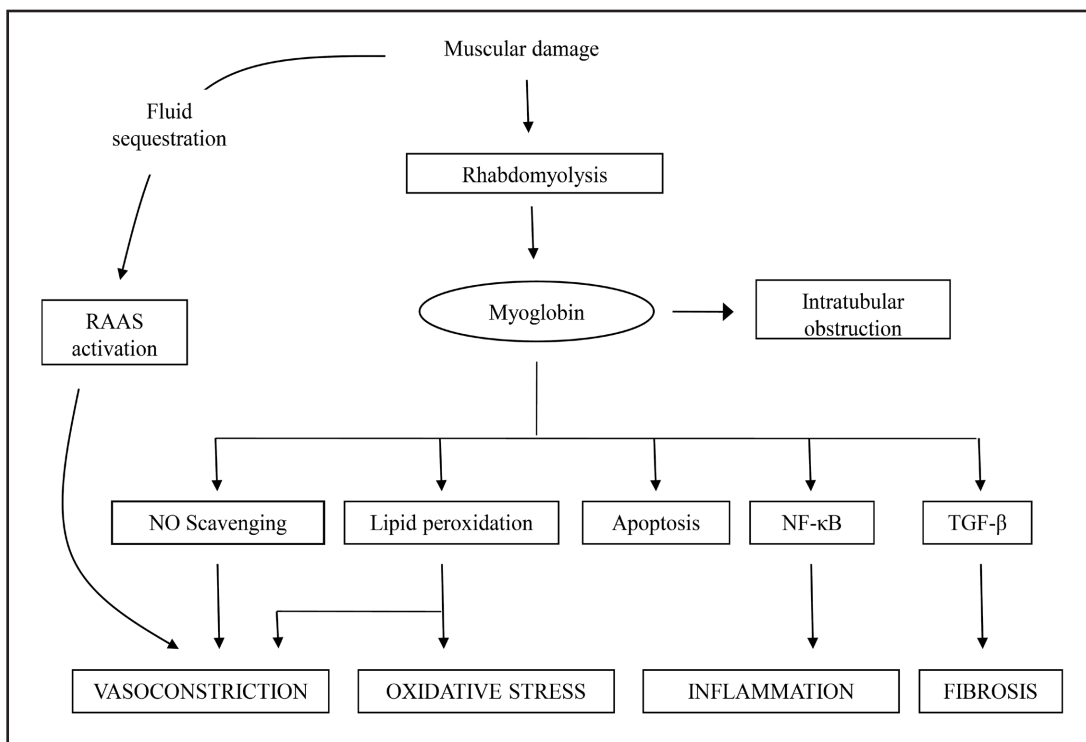 Muscular damage
Fluid
sequestration
Rhabdomyolysis
Myoglobin
Intratubular
obstruction
RAAS
activation
NO Scavenging
Lipid peroxidation
Apoptosis
NF-κB
TGF-β
VASOCONSTRICTION
OXIDATIVE STRESS
INFLAMMATION
FIBROSIS